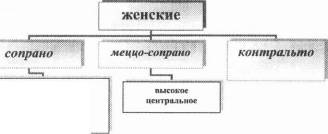 женские
сопрано
меццо-сопрано
контральто
высокое
центральное